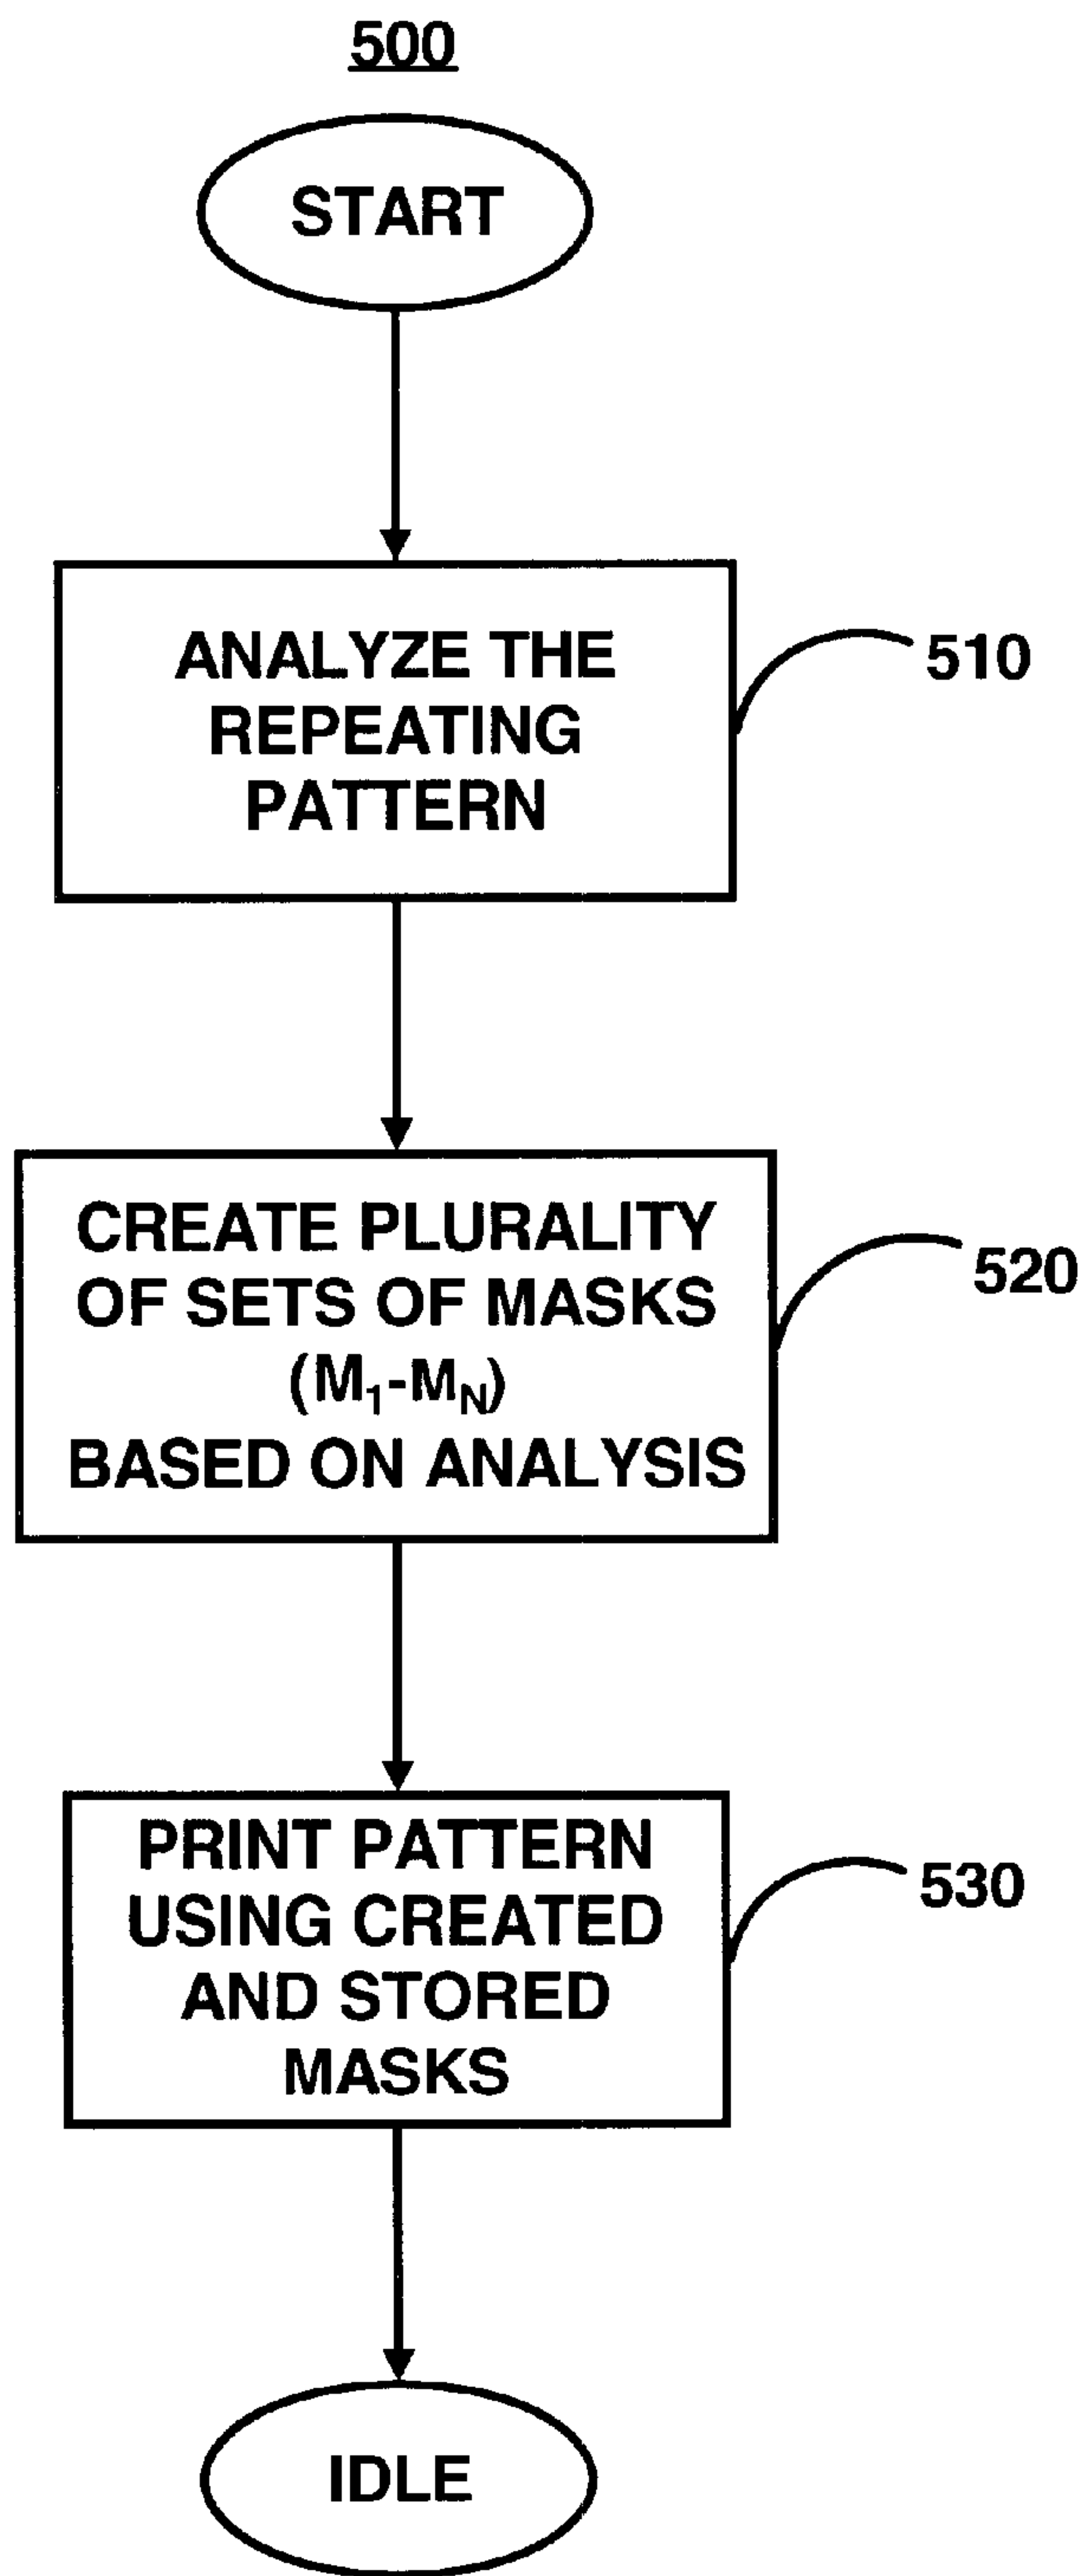 500
START
ANALYZE THE
REPEATING
PATTERN
510
CREATE PLURALITY
OF SETS OF MASKS
(M₁-M_N)
BASED ON ANALYSIS
520
PRINT PATTERN
USING CREATED
AND STORED
MASKS
530
IDLE